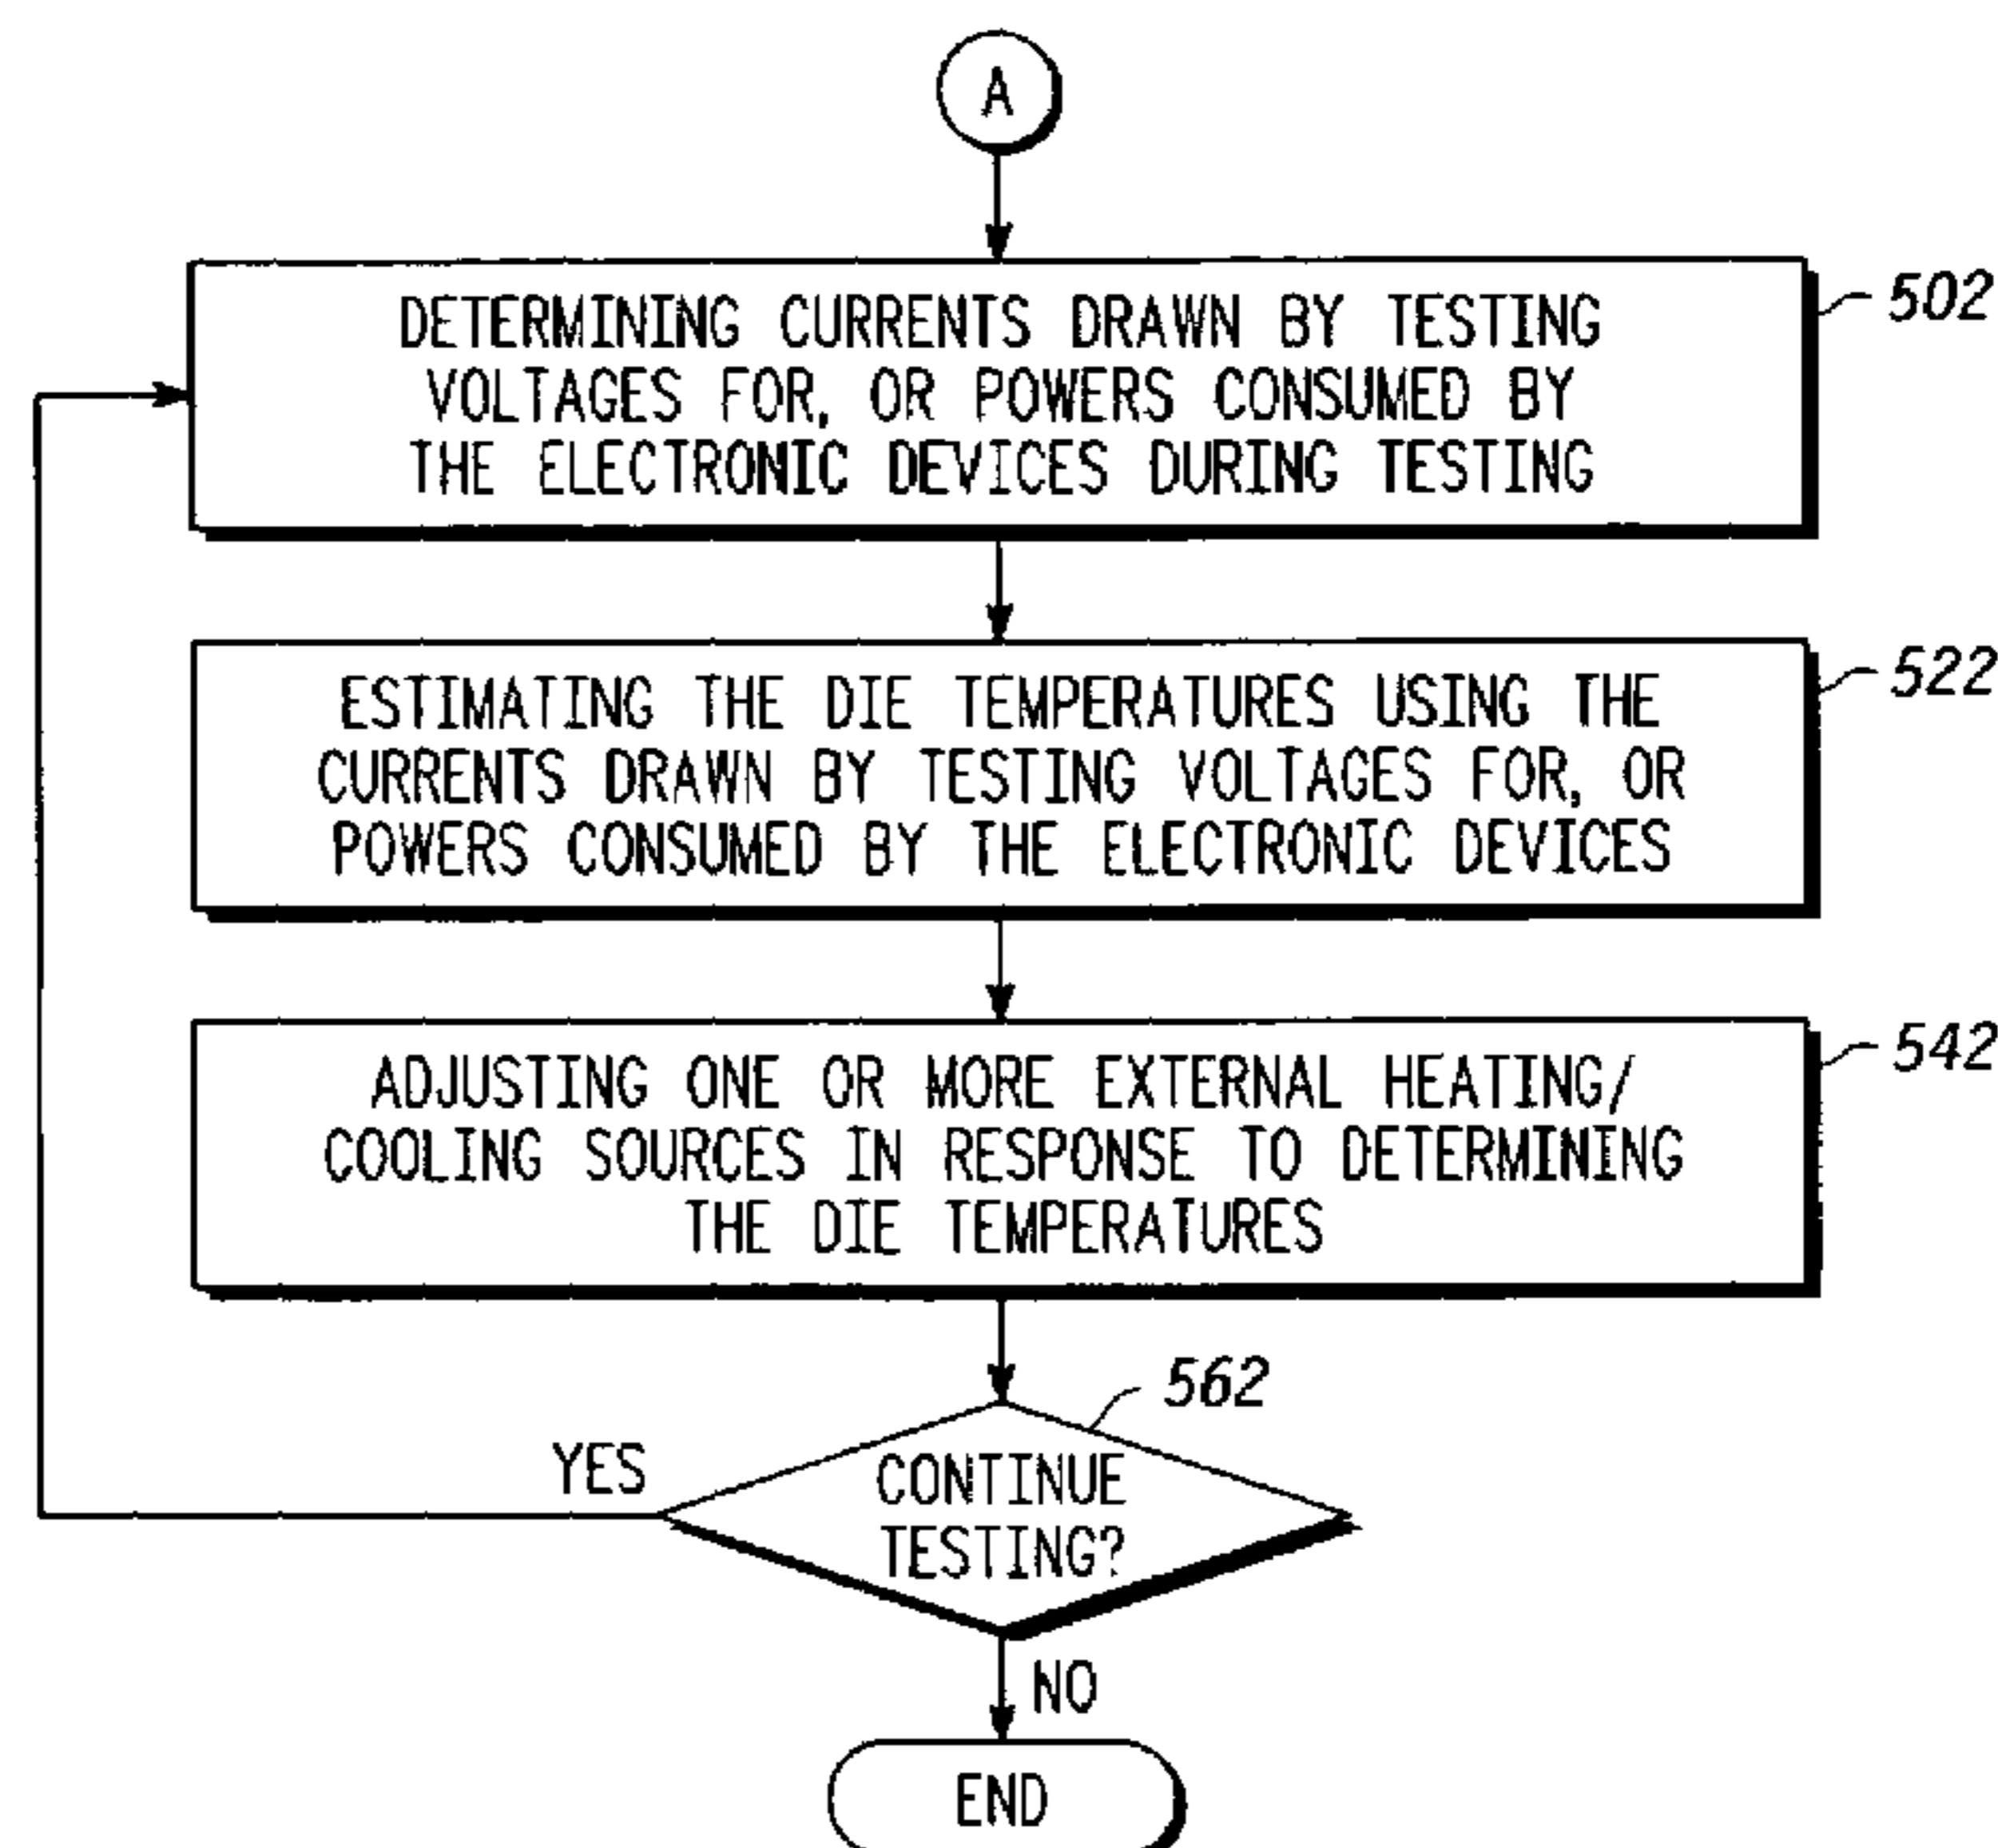 A
DETERMINING CURRENTS DRAWN BY TESTING
VOLTAGES FOR, OR POWERS CONSUMED BY
THE ELECTRONIC DEVICES DURING TESTING
502
ESTIMATING THE DIE TEMPERATURES USING THE
CURRENTS DRAWN BY TESTING VOLTAGES FOR, OR
POWERS CONSUMED BY THE ELECTRONIC DEVICES
522
ADJUSTING ONE OR MORE EXTERNAL HEATING/
COOLING SOURCES IN RESPONSE TO DETERMINING
THE DIE TEMPERATURES
542
562
YES
CONTINUE
TESTING?
NO
END